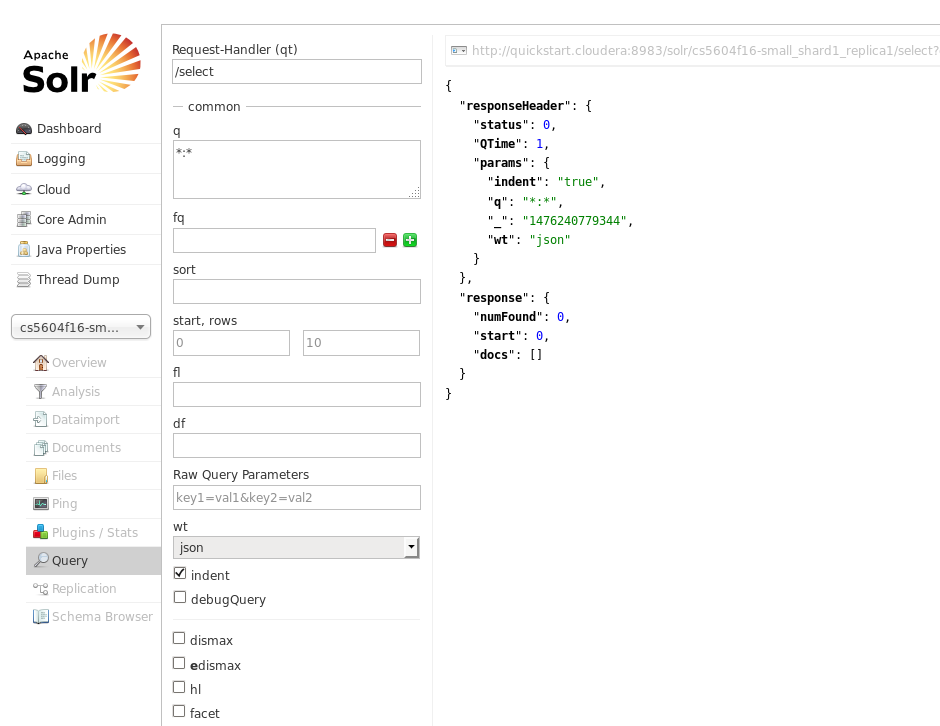 Apache
Solr
Dashboard
Logging
Cloud
Core Admin
Java Properties
Thread Dump
cs5604f16-sm...
Overview
Analysis
Dataimport
Documents
Files
Ping
Plugins / Stats
Query
Replication
Schema Browser
Request-Handler (qt)
/select
common
q
*:*
fq
sort
start, rows
0 10
fl
df
Raw Query Parameters
key1=val1&key2=val2
wt
json
indent
debugQuery
dismax
edismax
hl
facet
http://quickstart.cloudera:8983/solr/cs5604f16-small_shard1_replica1/select?
{
  "responseHeader": {
    "status": 0,
    "QTime": 1,
    "params": {
      "indent": "true",
      "q": "*:*",
      "_": "1476240779344",
      "wt": "json"
    }
  },
  "response": {
    "numFound": 0,
    "start": 0,
    "docs": []
  }
}